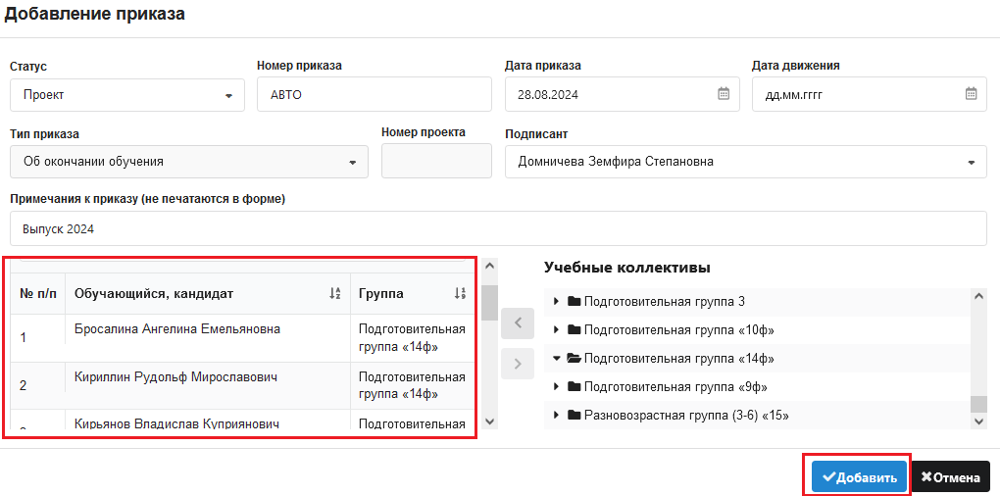 Добавление приказа
Статус
Номер приказа
Дата приказа
Дата движения
Проект
АВТО
28.08.2024
дд.мм.гггг
Тип приказа
Номер проекта
Подписант
Об окончании обучения
Домничева Земфира Степановна
Примечания к приказу (не печатаются в форме)
Выпуск 2024
№ п/п
Обучающийся, кандидат
Группа
1
Бросалина Ангелина Емельяновна
Подготовительная
группа «14ф»
2
Кириллин Рудольф Мирославович
Подготовительная
группа «14ф»
Кирьянов Владислав Куприянович
Подготовительная
Учебные коллективы
Подготовительная группа 3
Подготовительная группа «10ф»
Подготовительная группа «14ф»
Подготовительная группа «9ф»
Разновозрастная группа (3-6) «15»
Добавить
Отмена